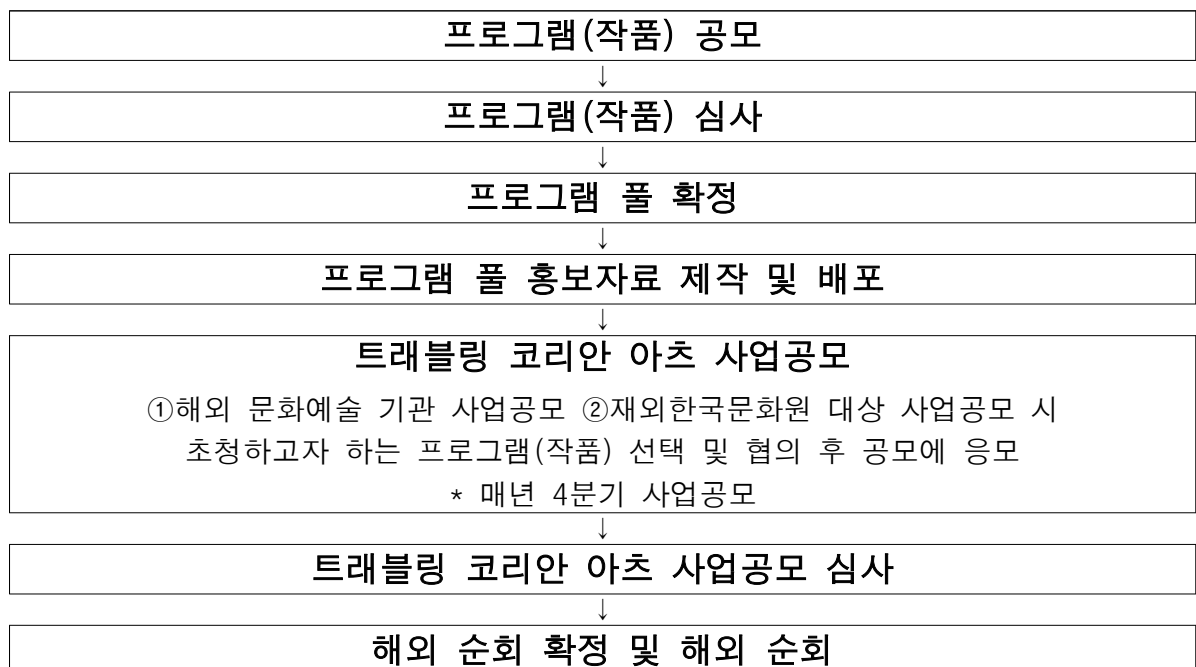 프로그램(작품) 공모
↓
프로그램(작품) 심사
↓
프로그램 풀 확정
↓
프로그램 풀 홍보자료 제작 및 배포
↓
트래블링 코리안 아츠 사업공모
①해외 문화예술 기관 사업공모 ②재외한국문화원 대상 사업공모 시
초청하고자 하는 프로그램(작품) 선택 및 협의 후 공모에 응모
* 매년 4분기 사업공모
↓
트래블링 코리안 아츠 사업공모 심사
↓
해외 순회 확정 및 해외 순회